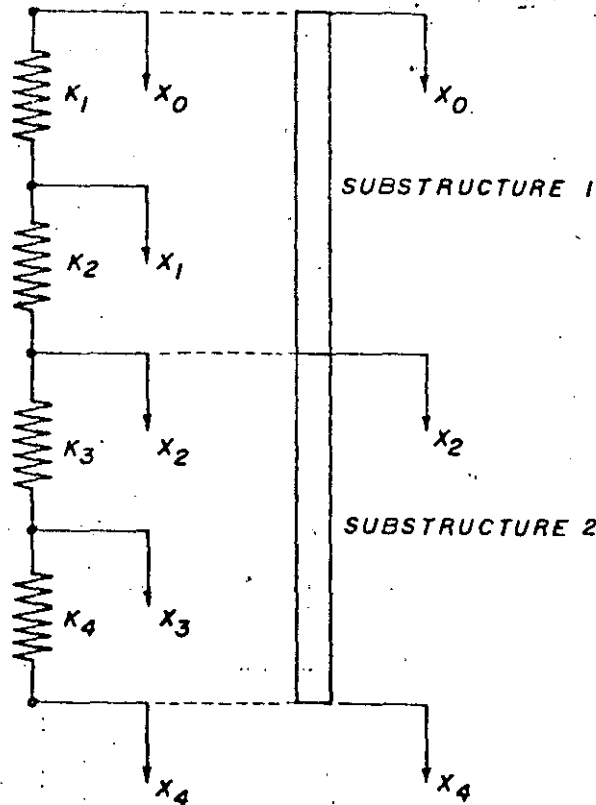 K1
X0
X0
SUBSTRUCTURE 1
K2
X1
K3
X2
X2
SUBSTRUCTURE 2
K4
X3
X4
X4